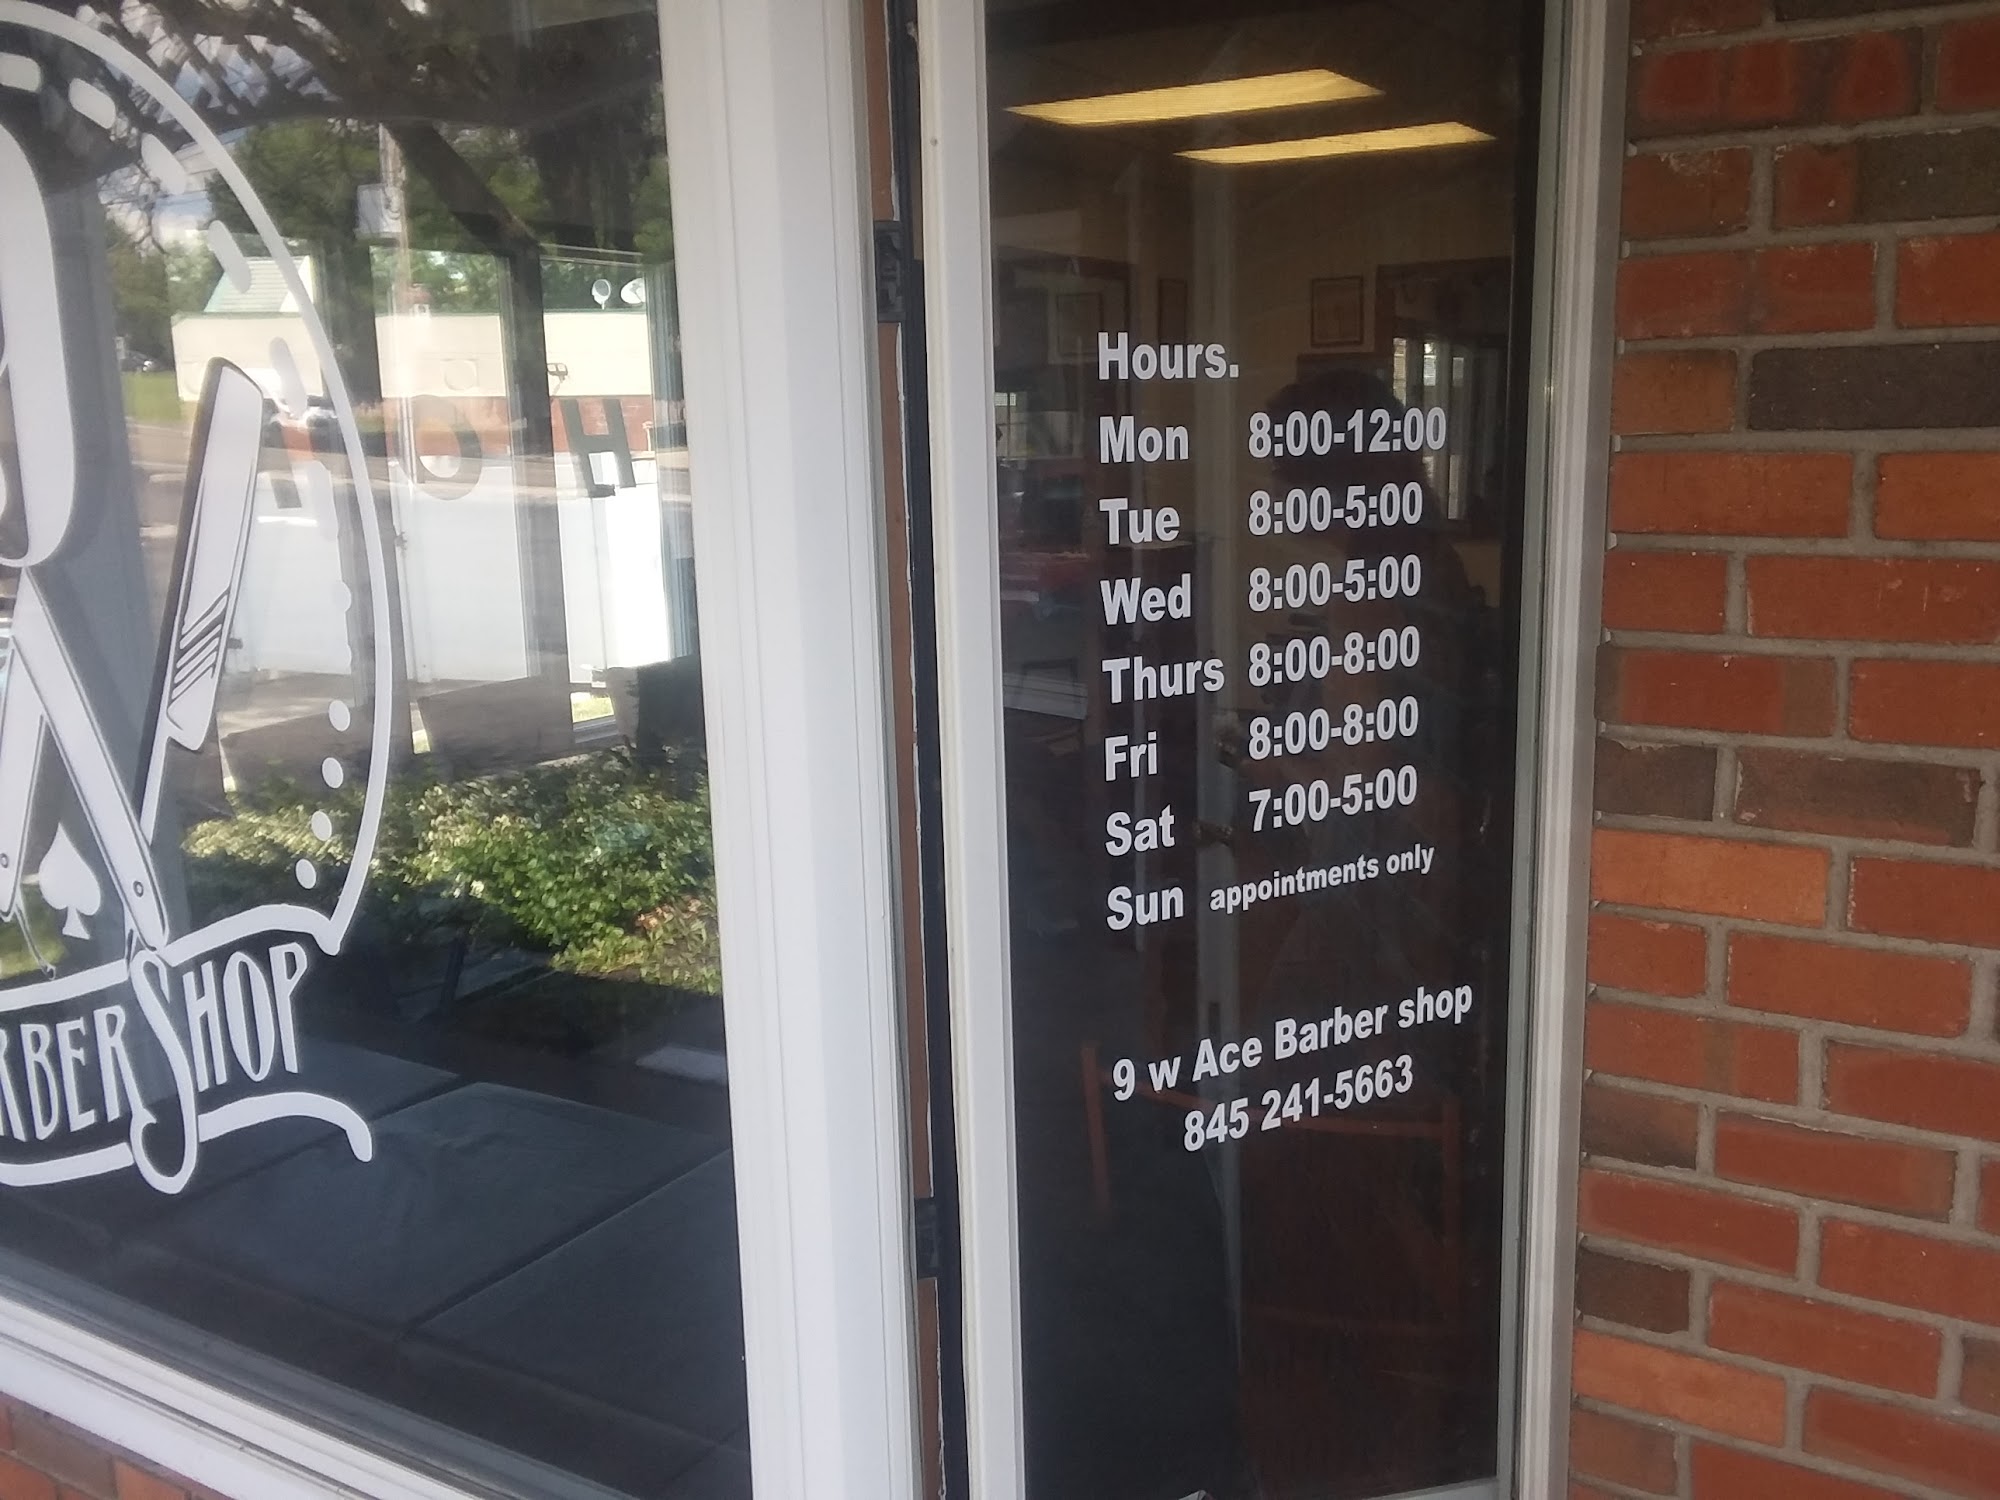 Hours.
Mon 8:00-12:00
Tue 8:00-5:00
Wed 8:00-5:00
Thurs 8:00-8:00
Fri 8:00-8:00
Sat 7:00-5:00
Sun appointments only
9 w Ace Barber shop
845 241-5663
SHOP